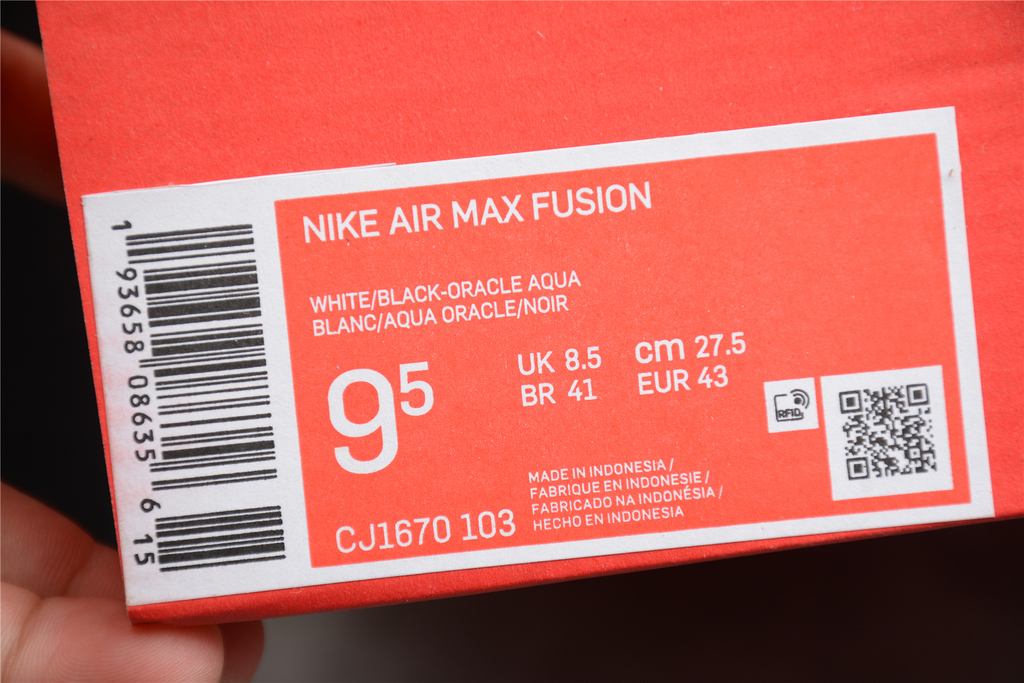 NIKE AIR MAX FUSION
WHITE/BLACK-ORACLE AQUA
BLANC/AQUA ORACLE/NOIR
9⁵
UK 8.5 cm 27.5
BR 41 EUR 43
RFID
MADE IN INDONESIA /
FABRIQUE EN INDONESIE /
FABRICADO NA INDONÉSIA /
HECHO EN INDONESIA
CJ1670 103
1 93658 08635 6 15